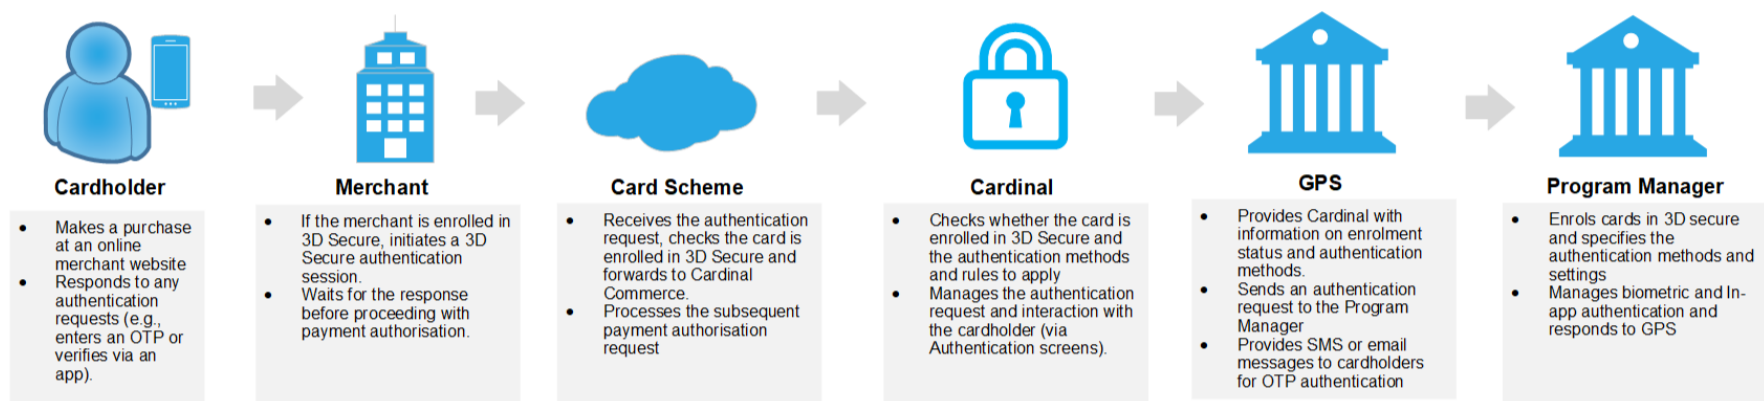 Cardholder
• Makes a purchase
at an online
merchant website
• Responds to any
authentication
requests (e.g.,
enters an OTP or
verifies via an
app).
Merchant
• If the merchant is enrolled in
3D Secure, initiates a 3D
Secure authentication
session.
• Waits for the response
before proceeding with
payment authorisation.
Card Scheme
• Receives the authentication
request, checks the card is
enrolled in 3D Secure and
forwards to Cardinal
Commerce.
• Processes the subsequent
payment authorisation
request
Cardinal
• Checks whether the card is
enrolled in 3D Secure and
the authentication methods
and rules to apply
• Manages the authentication
request and interaction with
the cardholder (via
Authentication screens).
GPS
• Provides Cardinal with
information on enrolment
status and authentication
methods.
• Sends an authentication
request to the Program
Manager
• Provides SMS or email
messages to cardholders
for OTP authentication
Program Manager
• Enrols cards in 3D secure
and specifies the
authentication methods and
settings
• Manages biometric and In-
app authentication and
responds to GPS